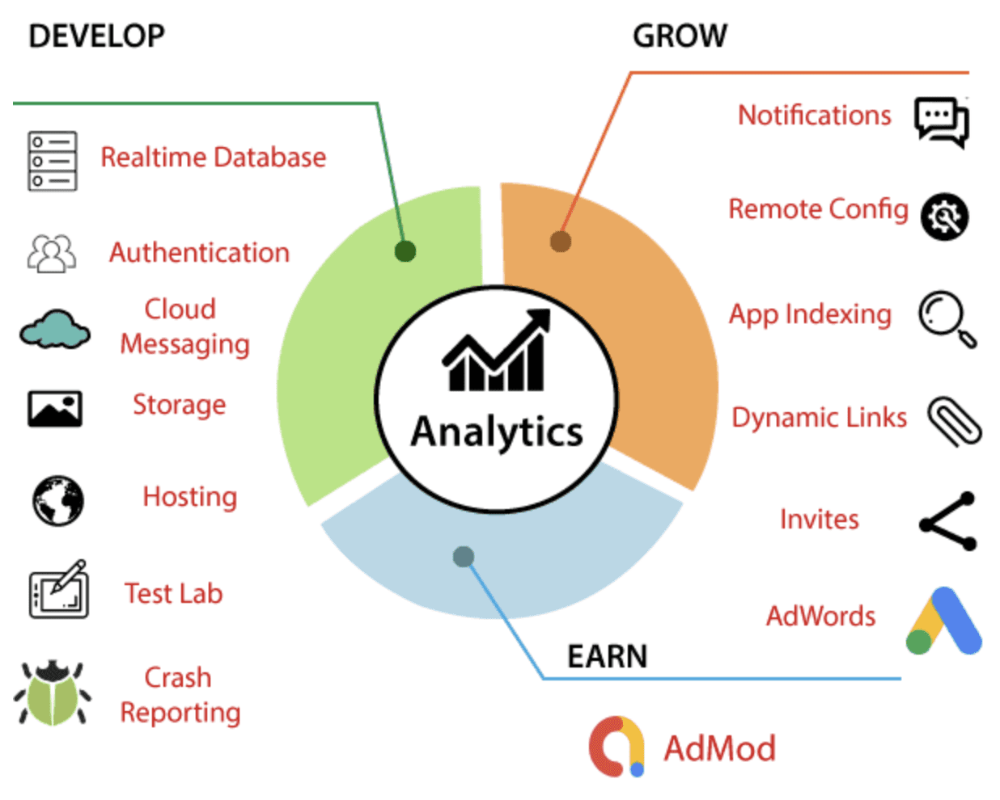 DEVELOP
Realtime Database
Authentication
Cloud
Messaging
Storage
Hosting
Test Lab
Crash
Reporting
Analytics
GROW
Notifications
Remote Config
App Indexing
Dynamic Links
Invites
AdWords
EARN
AdMod